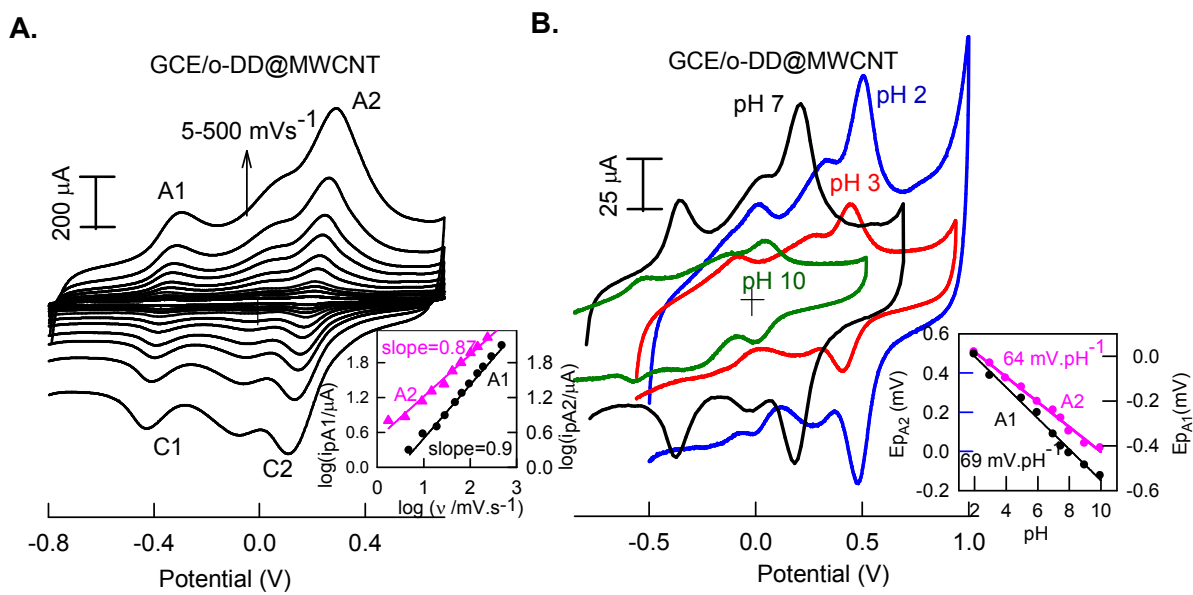 A.
GCE/o-DD@MWCNT
A2
5-500 mVs-1
A1
200 µA
C1
C2
-0.8 -0.4 0.0 0.4
Potential (V)
log(ipA1/µA)
1.8
1.2
0.6
0.0
slope=0.87
A2
A1
slope=0.9
1.8
1.2
0.6
0.0
log(ipA2/µA)
0 1 2 3
log (ν /mV.s-1)
B.
GCE/o-DD@MWCNT
pH 7
pH 2
25 µA
pH 3
pH 10
-0.5 0.0 0.5 1.0
Potential (V)
EpA2 (mV)
0.6
0.4
0.2
0.0
-0.2
64 mV.pH-1
A2
A1
69 mV.pH-1
0.0
-0.2
-0.4
-0.6
EpA1(mV)
2 4 6 8 10
pH